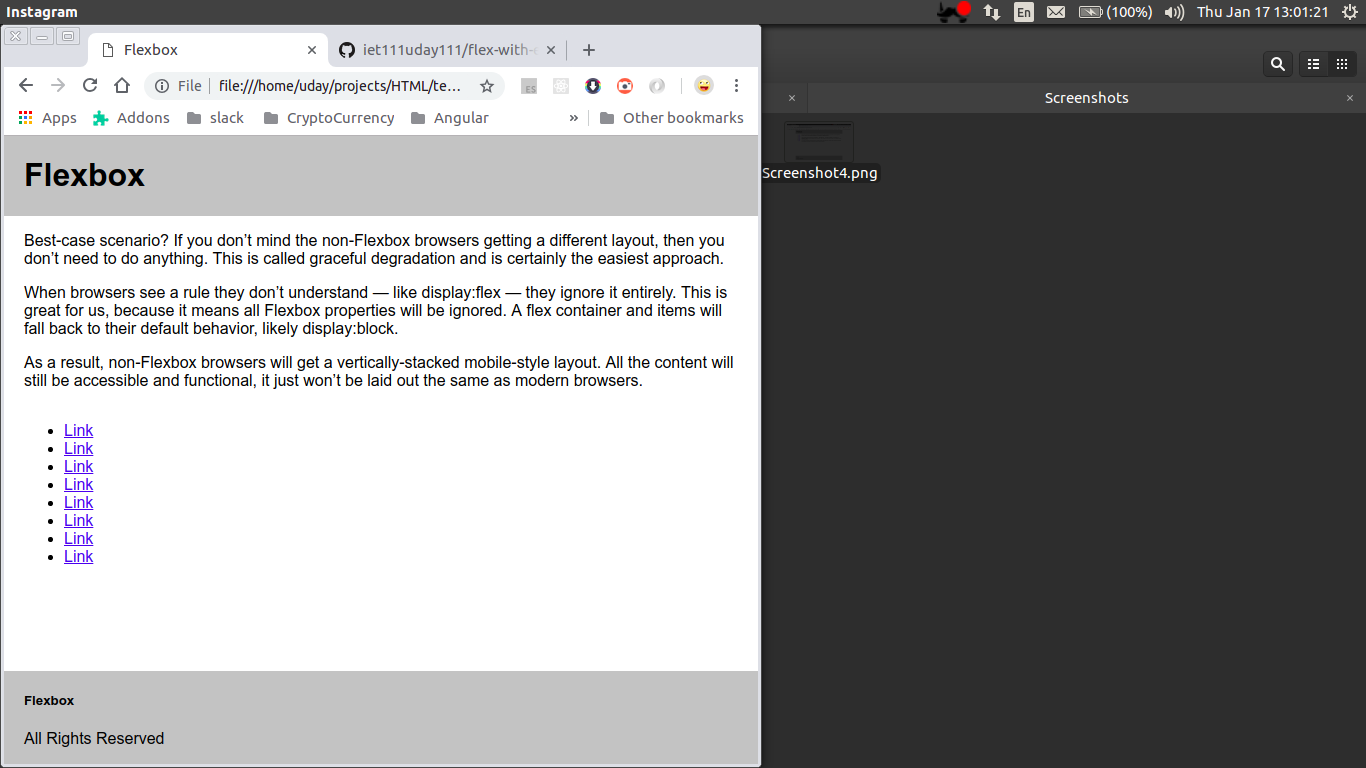 Instagram
En
(100%)
Thu Jan 17 13:01:21
Flexbox
iet111uday111/flex-with-
File
file:///home/uday/projects/HTML/te…
ES
Apps
Addons
slack
CryptoCurrency
Angular
»
Other bookmarks
Screenshots
Screenshot4.png
Flexbox
Best-case scenario? If you don’t mind the non-Flexbox browsers getting a different layout, then you
don’t need to do anything. This is called graceful degradation and is certainly the easiest approach.
When browsers see a rule they don’t understand — like display:flex — they ignore it entirely. This is
great for us, because it means all Flexbox properties will be ignored. A flex container and items will
fall back to their default behavior, likely display:block.
As a result, non-Flexbox browsers will get a vertically-stacked mobile-style layout. All the content will
still be accessible and functional, it just won’t be laid out the same as modern browsers.
• Link
• Link
• Link
• Link
• Link
• Link
• Link
• Link
Flexbox
All Rights Reserved